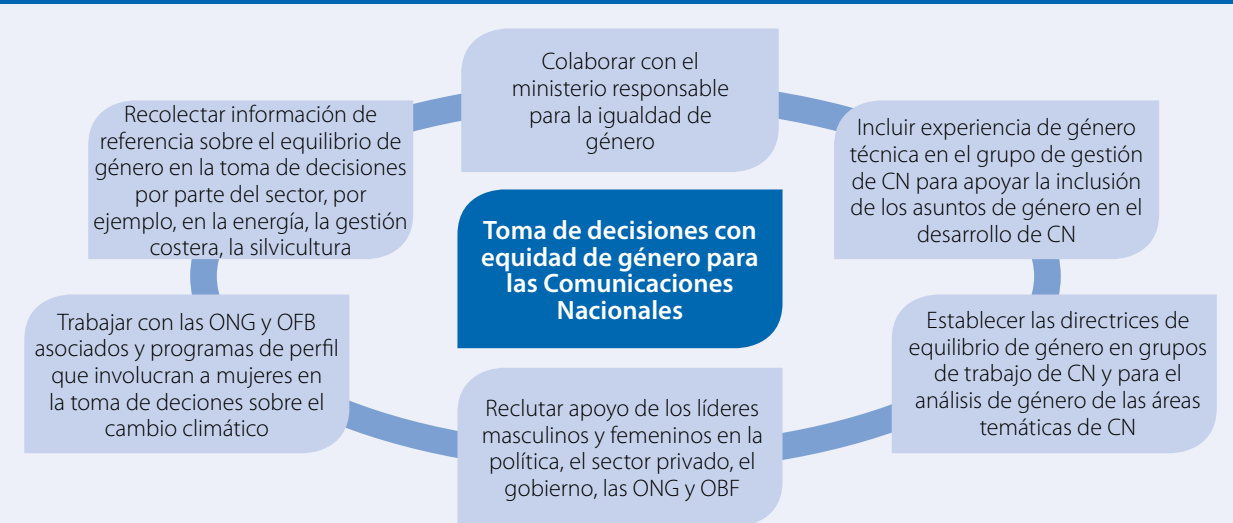 Colaborar con el
ministerio responsable
para la igualdad de
género
Incluir experiencia de género
técnica en el grupo de gestión
de CN para apoyar la inclusión
de los asuntos de género en el
desarrollo de CN
Establecer las directrices de
equilibrio de género en grupos
de trabajo de CN y para el
análisis de género de las áreas
temáticas de CN
Reclutar apoyo de los líderes
masculinos y femeninos en la
política, el sector privado, el
gobierno, las ONG y OBF
Trabajar con las ONG y OFB
asociados y programas de perfil
que involucran a mujeres en
la toma de deciones sobre el
cambio climático
Recolectar información de
referencia sobre el equilibrio de
género en la toma de decisiones
por parte del sector, por
ejemplo, en la energía, la gestión
costera, la silvicultura
Toma de decisiones con
equidad de género para
las Comunicaciones
Nacionales